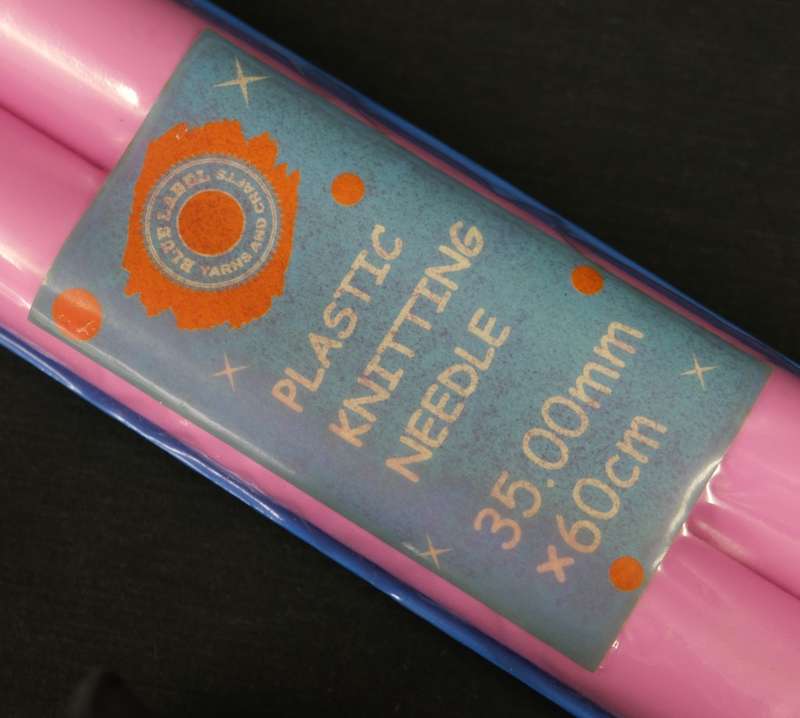 BLUE LABEL YARNS AND CRAFTS
PLASTIC
KNITTING
NEEDLE
35.00mm
x60cm